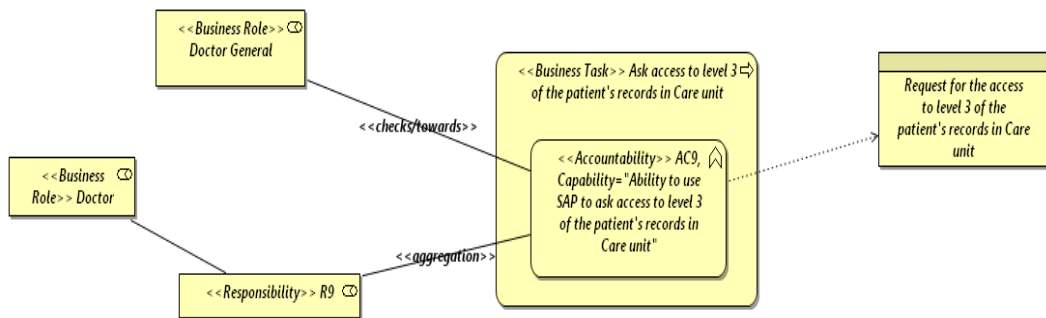 <<Business Role>>
Doctor General
<<Business Task>> Ask access to level 3
of the patient's records in Care unit
Request for the access
to level 3 of the
patient's records in Care
unit
<<checks/towards>>
<<Accountability>> AC9,
Capability="Ability to use
SAP to ask access to level 3
of the patient's records in
Care unit"
<<Business
Role>> Doctor
<<aggregation>>
<<Responsibility>> R9